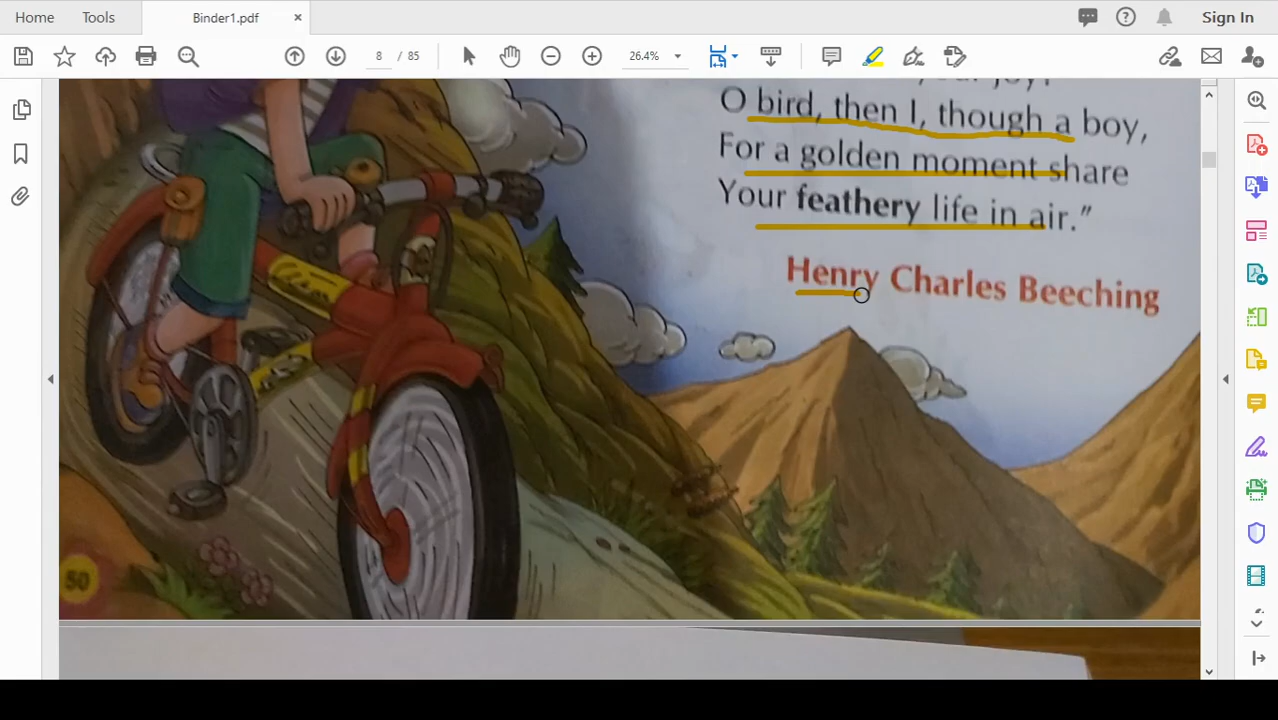 Home Tools Binder1.pdf × Sign In
8 / 85 26.4%
O bird, then I, though a boy,
For a golden moment share
Your feathery life in air.”
Henry Charles Beeching
50